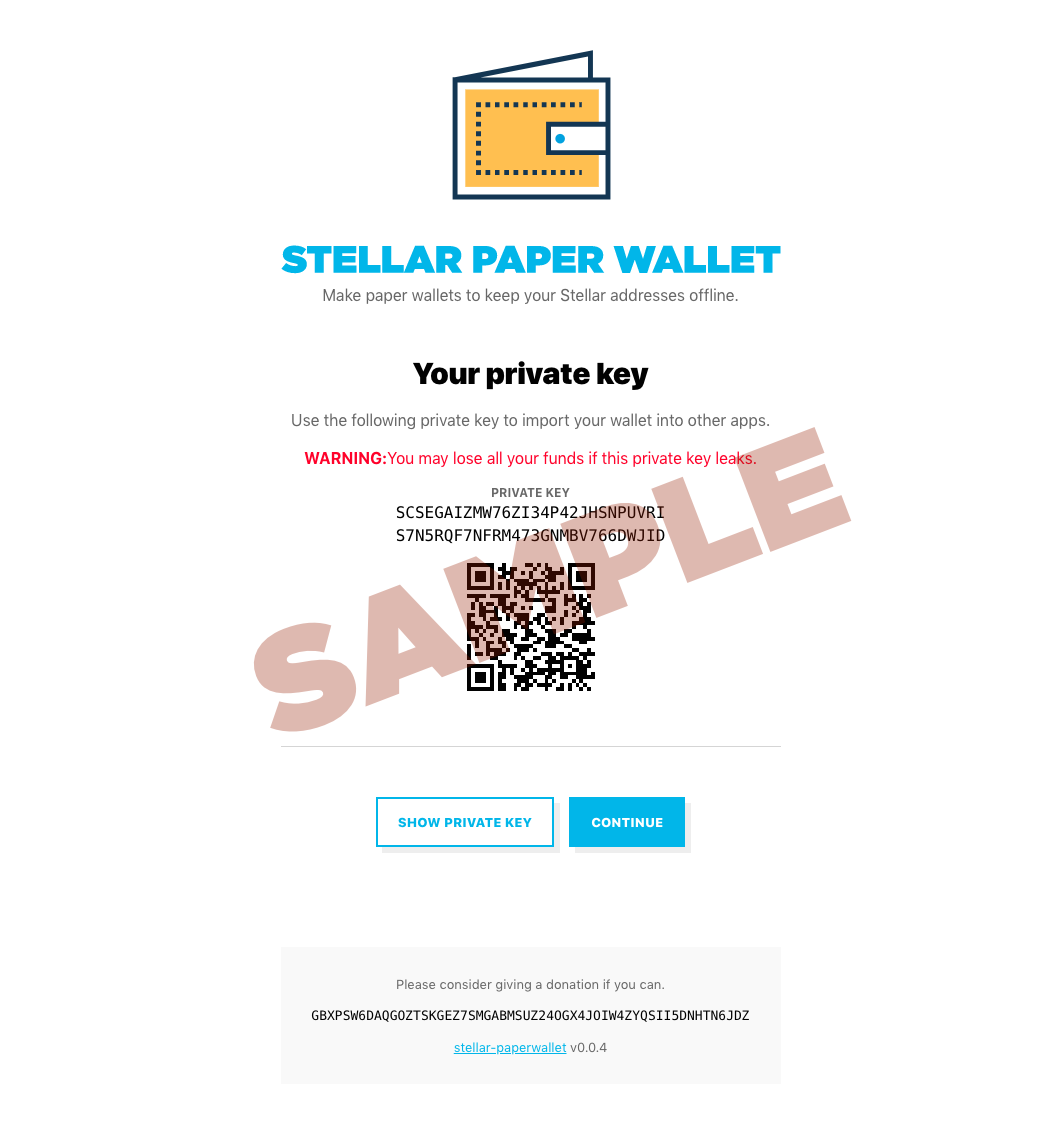 STELLAR PAPER WALLET
Make paper wallets to keep your Stellar addresses offline.
Your private key
Use the following private key to import your wallet into other apps.
WARNING:You may lose all your funds if this private key leaks.
PRIVATE KEY
SCSEGAIZMW76ZI34P42JHSNPUVRI
S7N5RQF7NFRM473GNMBV766DWJID
SAMPLE
SHOW PRIVATE KEY
CONTINUE
Please consider giving a donation if you can.
GBXPSW6DAQGOZTSKGEZ7SMGABMSUZ24OGX4JOIW4ZYQSII5DNHTN6JDZ
stellar-paperwallet v0.0.4